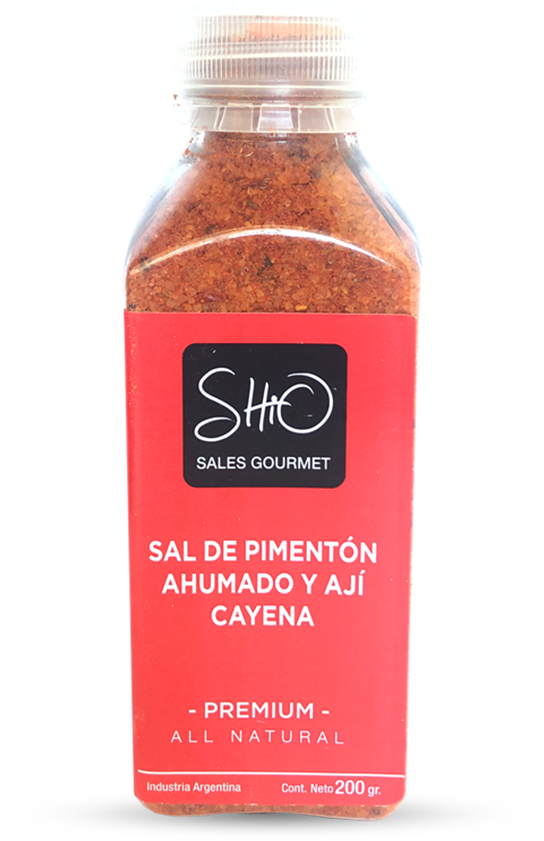 SHiO
SALES GOURMET
SAL DE PIMENTÓN
AHUMADO Y AJÍ
CAYENA
- PREMIUM -
ALL NATURAL
Industria Argentina Cont. Neto 200 gr.